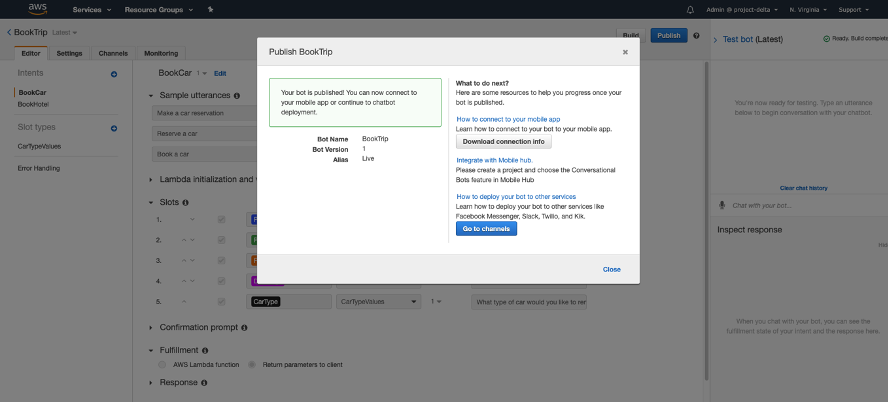 aws
Services
Resource Groups
Admin @ project-delta
N. Virginia
Support
BookTrip Latest
Build
Publish
Editor
Settings
Channels
Monitoring
Test bot (Latest)
Ready. Build complete
Intents
BookCar
BookHotel
Slot types
CarTypeValues
Error Handling
BookCar 1 Edit
Sample utterances
Make a car reservation
Reserve a car
Book a car
Lambda initialization and
Slots
1.
2.
3.
4.
5.
CarType
CarTypeValues
1
What type of car would you like to ren
Confirmation prompt
Fulfillment
AWS Lambda function
Return parameters to client
Response
Publish BookTrip
×
Your bot is published! You can now connect to
your mobile app or continue to chatbot
deployment.
Bot Name BookTrip
Bot Version 1
Alias Live
What to do next?
Here are some resources to help you progress once your
bot is published.
How to connect to your mobile app
Learn how to connect to your bot to your mobile app.
Download connection info
Integrate with Mobile hub.
Please create a project and choose the Conversational
Bots feature in Mobile Hub
How to deploy your bot to other services
Learn how to deploy your bot to other services like
Facebook Messenger, Slack, Twilio, and Kik.
Go to channels
Close
You're now ready for testing. Type an utterance
below to begin conversation with your chatbot.
Clear chat history
Chat with your bot...
Inspect response
When you chat with your bot, you can see the
fulfillment state of your intent and the response here.